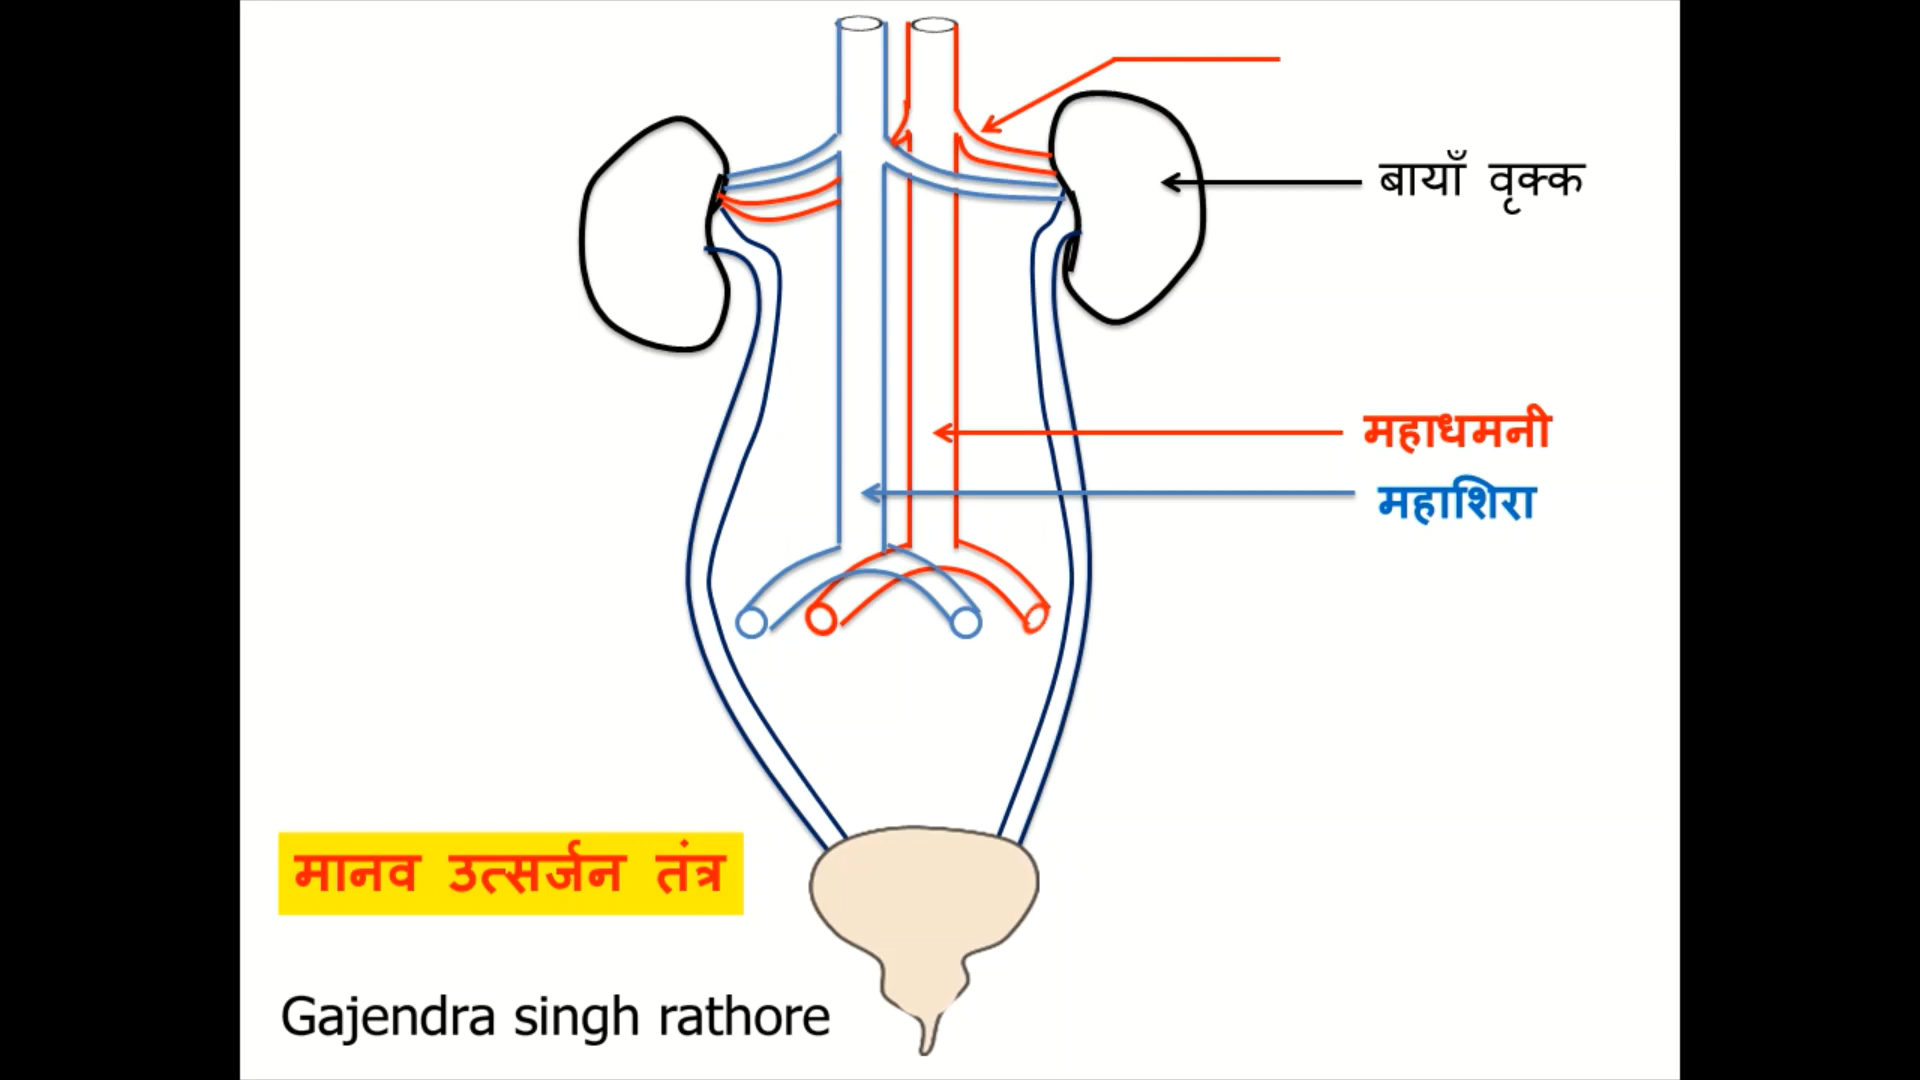 बायाँ वृक्क
महाधमनी
महाशिरा
मानव उत्सर्जन तंत्र
Gajendra singh rathore